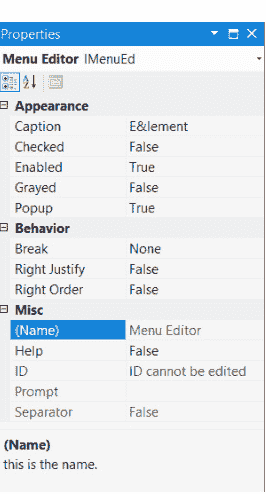 Properties
Menu Editor IMenuEd
Appearance
Caption E&lement
Checked False
Enabled True
Grayed False
Popup True
Behavior
Break None
Right Justify False
Right Order False
Misc
(Name) Menu Editor
Help False
ID ID cannot be edited
Prompt
Separator False
(Name)
this is the name.